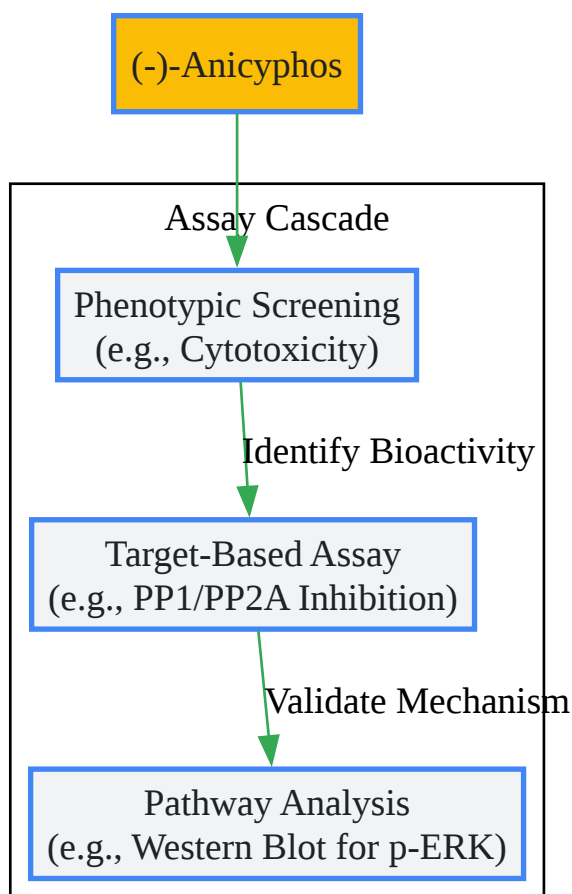 (-)-Anicyphos
Assay Cascade
Phenotypic Screening
(e.g., Cytotoxicity)
Identify Bioactivity
Target-Based Assay
(e.g., PP1/PP2A Inhibition)
Validate Mechanism
Pathway Analysis
(e.g., Western Blot for p-ERK)